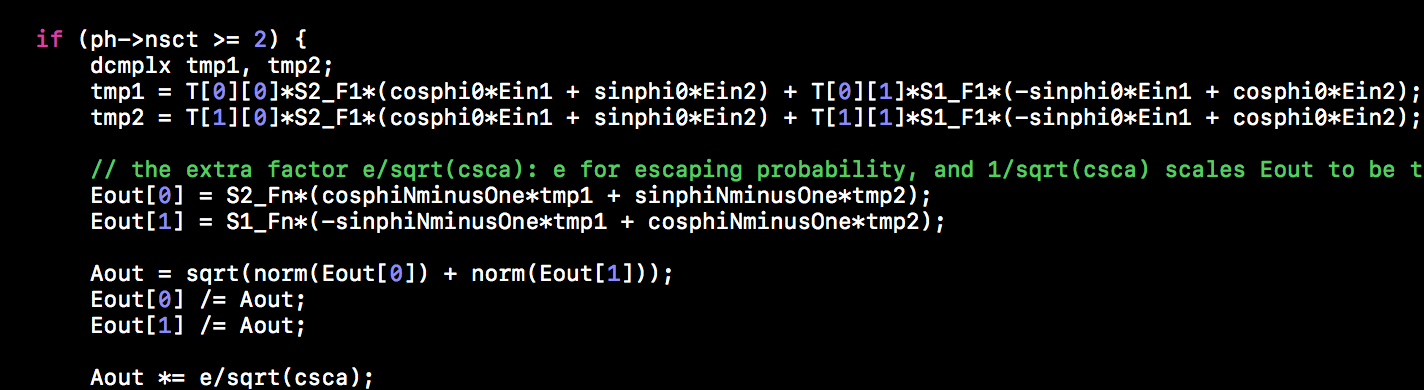 if (ph->nsct >= 2) {
dcmplx tmp1, tmp2;
tmp1 = T[0][0]*S2_F1*(cosphi0*Ein1 + sinphi0*Ein2) + T[0][1]*S1_F1*(-sinphi0*Ein1 + cosphi0*Ein2);
tmp2 = T[1][0]*S2_F1*(cosphi0*Ein1 + sinphi0*Ein2) + T[1][1]*S1_F1*(-sinphi0*Ein1 + cosphi0*Ein2);
// the extra factor e/sqrt(csca): e for escaping probability, and 1/sqrt(csca) scales Eout to be t
Eout[0] = S2_Fn*(cosphiNminusOne*tmp1 + sinphiNminusOne*tmp2);
Eout[1] = S1_Fn*(-sinphiNminusOne*tmp1 + cosphiNminusOne*tmp2);
Aout = sqrt(norm(Eout[0]) + norm(Eout[1]));
Eout[0] /= Aout;
Eout[1] /= Aout;
Aout *= e/sqrt(csca);